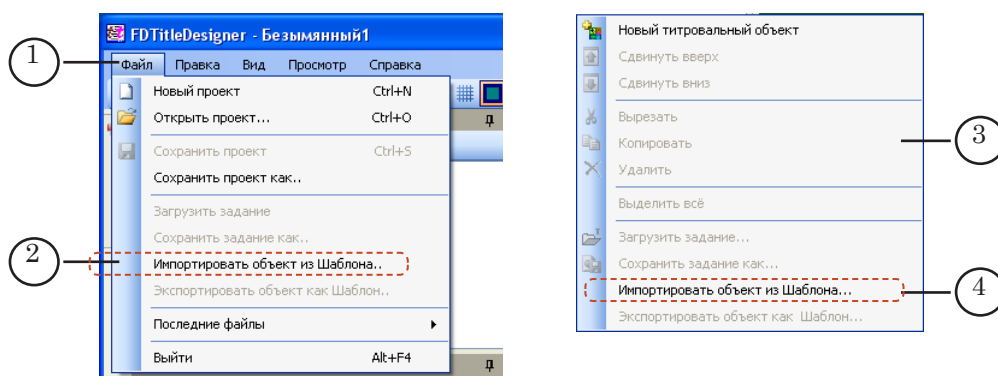 FDTitleDesigner - Безымянный1
Файл Правка Вид Просмотр Справка
Новый проект Ctrl+N
Открыть проект... Ctrl+O
Сохранить проект Ctrl+S
Сохранить проект как..
Загрузить задание
Сохранить задание как..
Импортировать объект из Шаблона..
Экспортировать объект как Шаблон..
Последние файлы
Выйти Alt+F4
1
2
Новый титровальный объект
Сдвинуть вверх
Сдвинуть вниз
Вырезать
Копировать
Удалить
Выделить всё
Загрузить задание...
Сохранить задание как...
Импортировать объект из Шаблона...
Экспортировать объект как Шаблон...
3
4